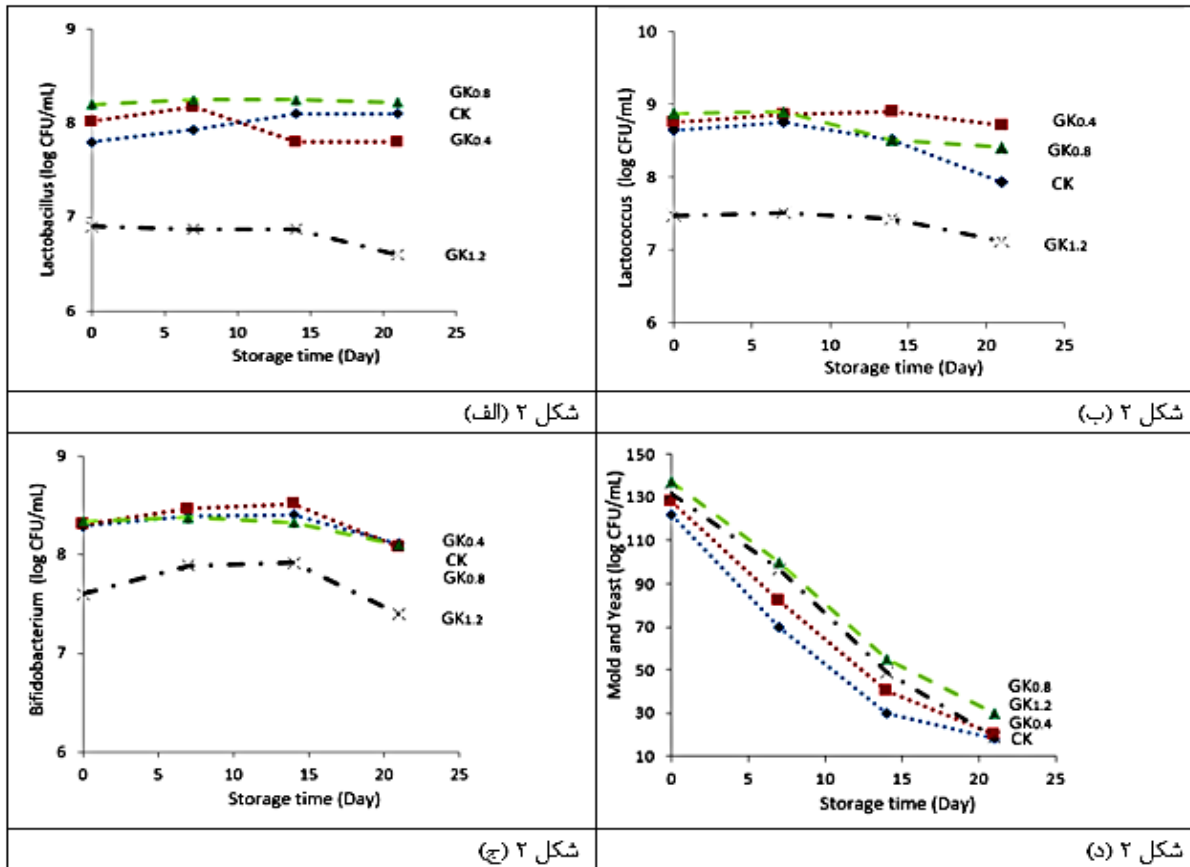 Lactobacillus (log CFU/mL)
9
8
7
6
0 5 10 15 20 25
Storage time (Day)
GK0.8
CK
GK0.4
GK1.2
شکل ۲ (الف)
Lactococcus (log CFU/mL)
10
9
8
7
6
0 5 10 15 20 25
Storage time (Day)
GK0.4
GK0.8
CK
GK1.2
شکل ۲ (ب)
Bifidobacterium (log CFU/mL)
9
8
7
6
0 5 10 15 20 25
Storage time (Day)
GK0.4
CK
GK0.8
GK1.2
شکل ۲ (ج)
Mold and Yeast (log CFU/mL)
150
130
110
90
70
50
30
10
0 5 10 15 20 25
Storage time (Day)
GK0.8
GK1.2
GK0.4
CK
شکل ۲ (د)